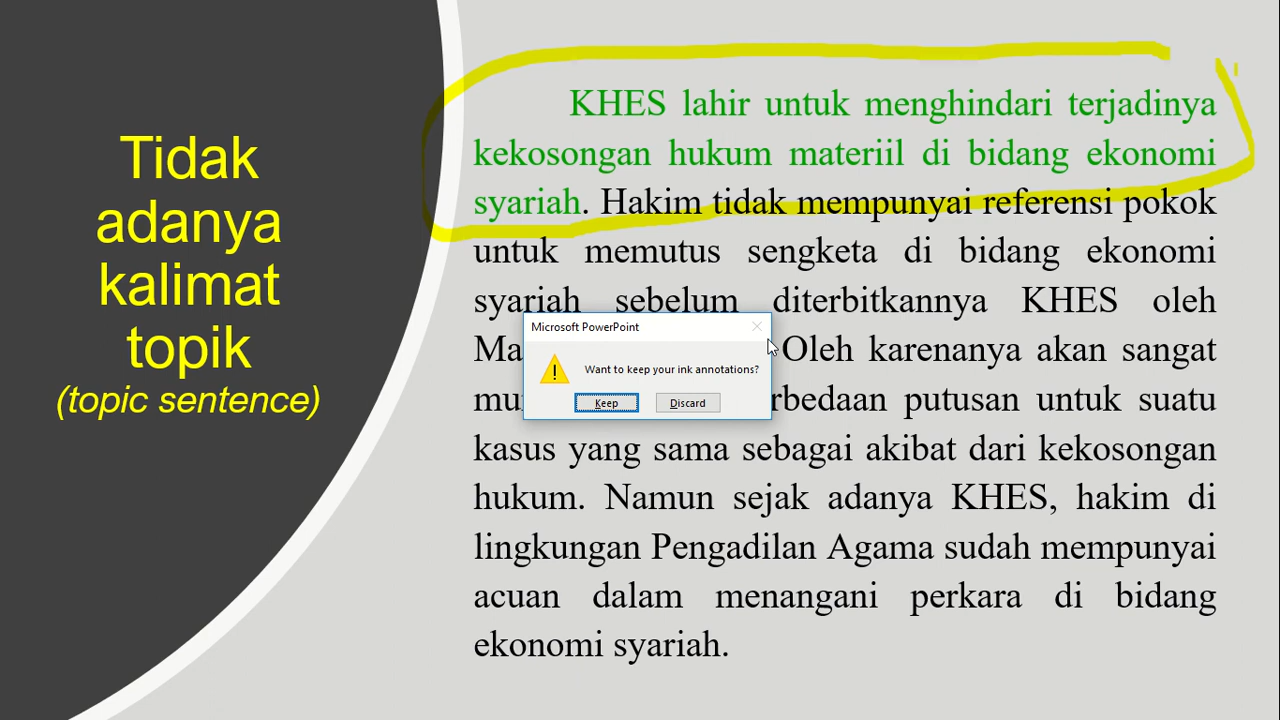 Tidak
adanya
kalimat
topik
(topic sentence)
KHES lahir untuk menghindari terjadinya
kekosongan hukum materiil di bidang ekonomi
syariah. Hakim tidak mempunyai referensi pokok
untuk memutus sengketa di bidang ekonomi
syariah sebelum diterbitkannya KHES oleh
Oleh karenanya akan sangat
putusan untuk suatu
kasus yang sama sebagai akibat dari kekosongan
hukum. Namun sejak adanya KHES, hakim di
lingkungan Pengadilan Agama sudah mempunyai
acuan dalam menangani perkara di bidang
ekonomi syariah.
Microsoft PowerPoint
Want to keep your ink annotations?
Keep
Discard